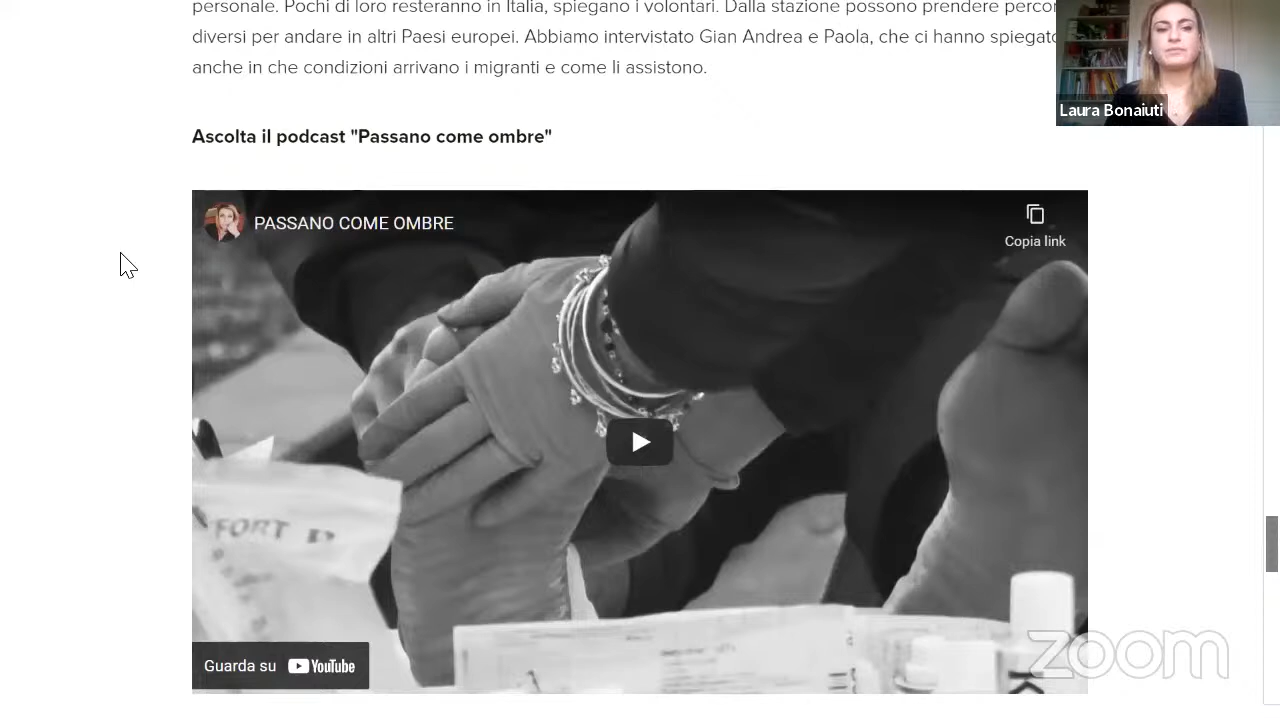 personale. Pochi di loro resteranno in Italia, spiegano i volontari. Dalla stazione possono prendere
diversi per andare in altri Paesi europei. Abbiamo intervistato Gian Andrea e Paola, che ci hanno
anche in che condizioni arrivano i migranti e come li assistono.
Laura Bonaiuti
Ascolta il podcast "Passano come ombre"
PASSANO COME OMBRE
Copia link
FORT
Guarda su YouTube
zoom